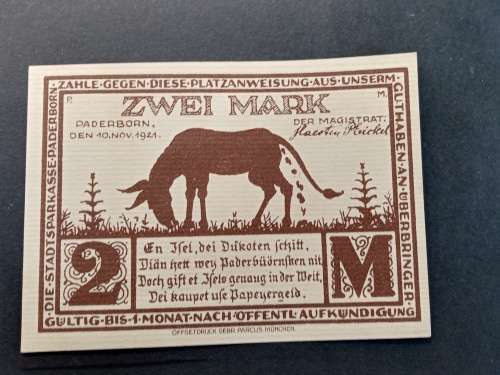 DIE·STADTSPARKASSE·PADERBORN·
ZAHLE·GEGEN·DIESE·PLATZANWEISUNG·AUS·UNSERM·
GUTHABEN·AN·ÜBERBRINGER·
P. M.
ZWEI MARK
PADERBORN,
DEN 10.NOV.1921.
DER MAGISTRAT:
2
En Isel, dei Dukoten schitt,
Diän hett wey Paderbüörnsken nit
Doch gift et Isels genaug in der Welt,
Dei kaupet use Papeyergeld.
M
GÜLTIG·BIS·1·MONAT·NACH·ÖFFENTL·AUFKÜNDIGUNG
OFFSETDRUCK GEBR. PARCUS MÜNCHEN.